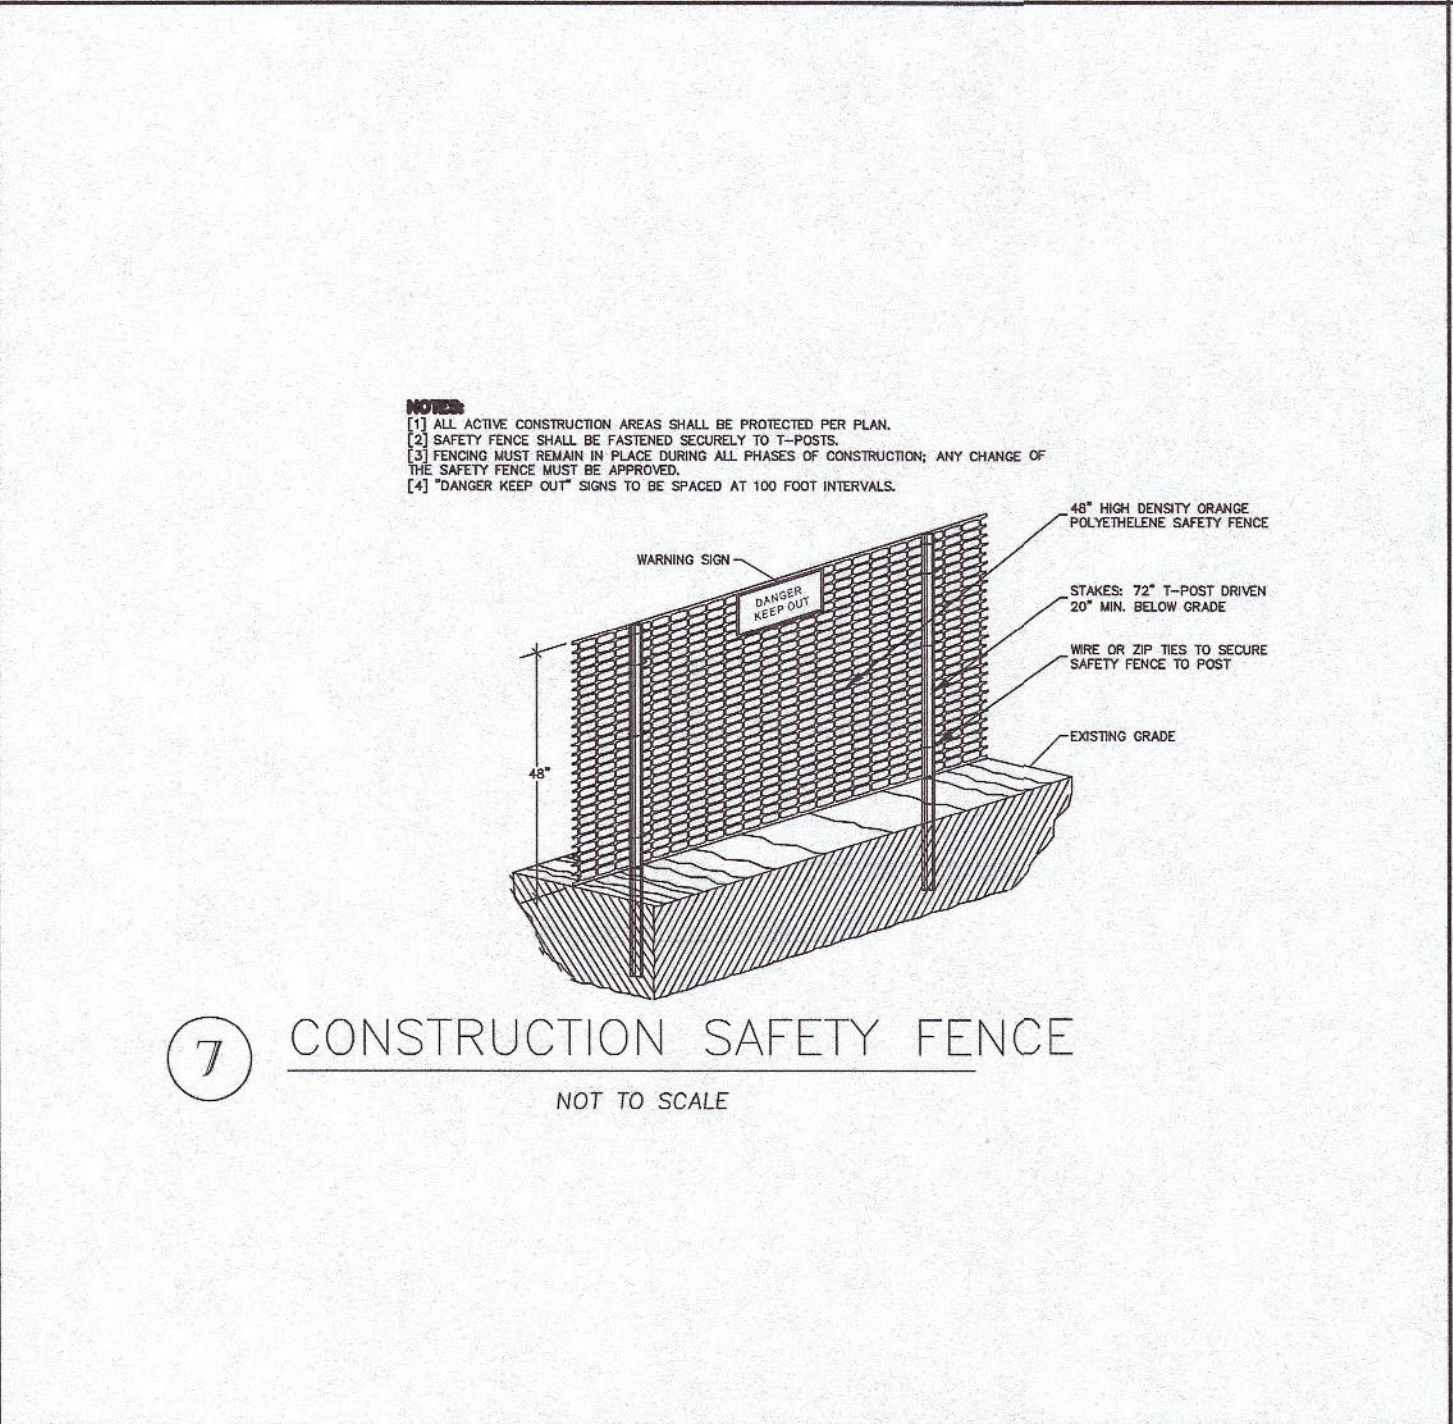 NOTES:
[1] ALL ACTIVE CONSTRUCTION AREAS SHALL BE PROTECTED PER PLAN.
[2] SAFETY FENCE SHALL BE FASTENED SECURELY TO T-POSTS.
[3] FENCING MUST REMAIN IN PLACE DURING ALL PHASES OF CONSTRUCTION; ANY CHANGE OF
THE SAFETY FENCE MUST BE APPROVED.
[4] "DANGER KEEP OUT" SIGNS TO BE SPACED AT 100 FOOT INTERVALS.
48" HIGH DENSITY ORANGE
POLYETHELENE SAFETY FENCE
WARNING SIGN
DANGER
KEEP OUT
STAKES: 72" T-POST DRIVEN
20" MIN. BELOW GRADE
WIRE OR ZIP TIES TO SECURE
SAFETY FENCE TO POST
EXISTING GRADE
48"
7
CONSTRUCTION SAFETY FENCE
NOT TO SCALE